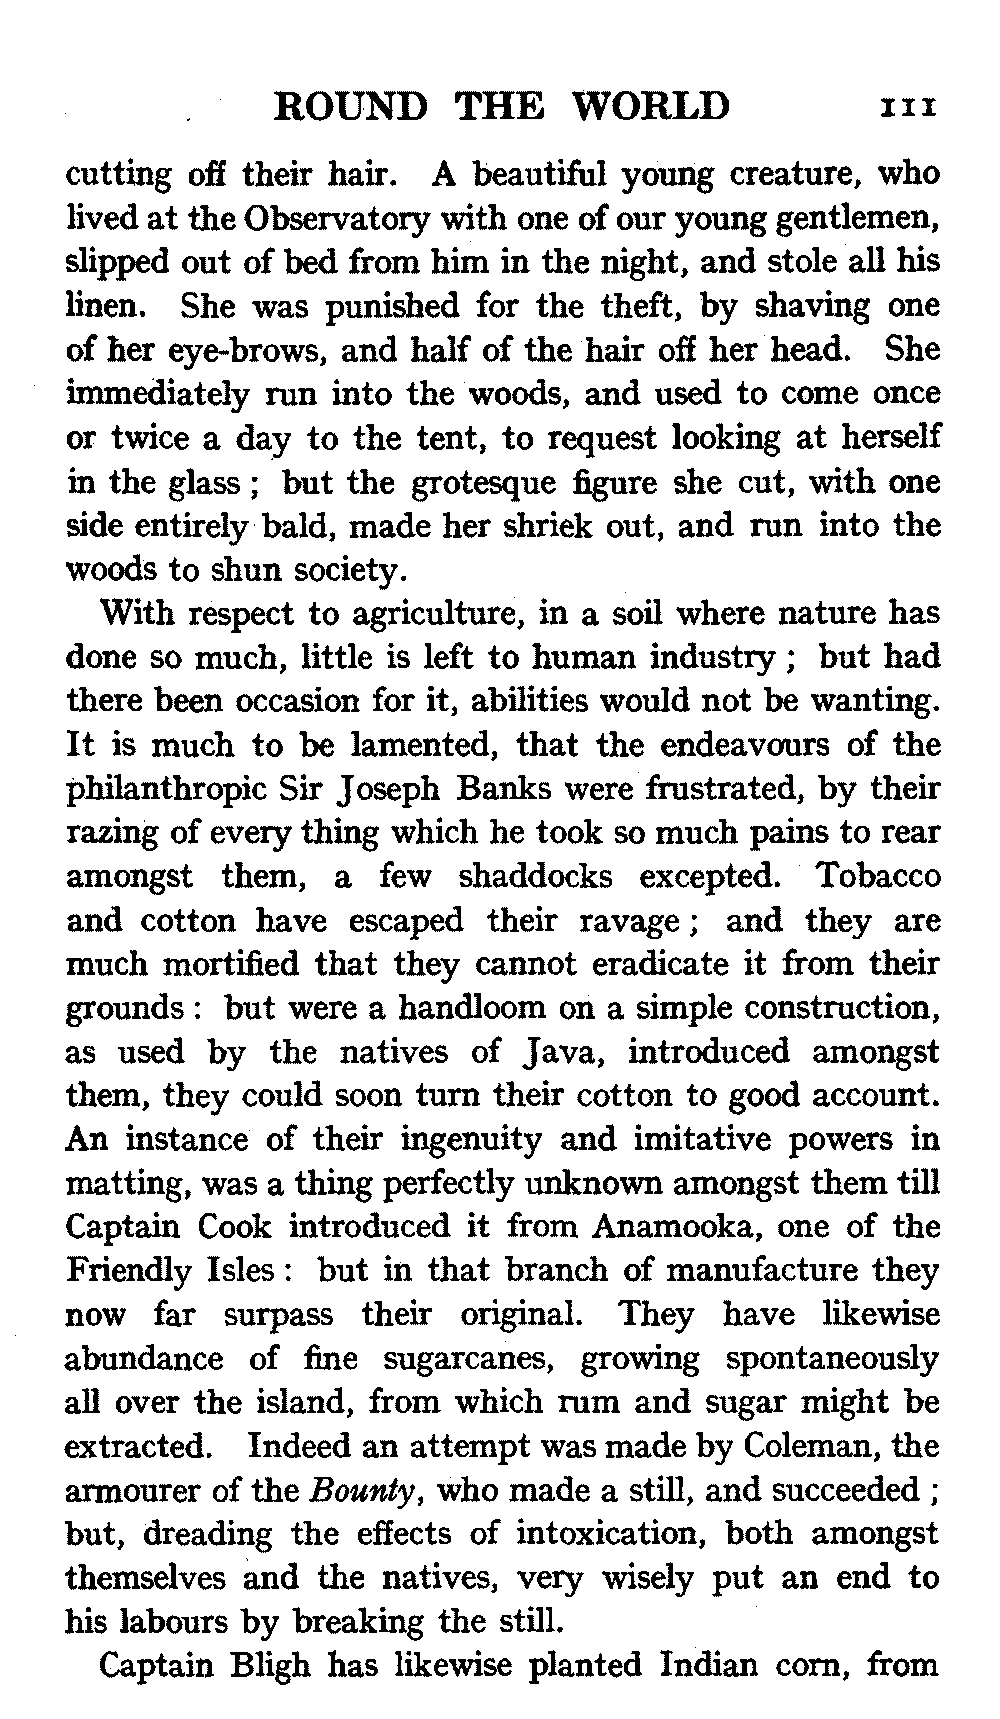 ROUND THE WORLD 111
cutting off their hair. A beautiful young creature, who
lived at the Observatory with one of our young gentlemen,
slipped out of bed from him in the night, and stole all his
linen. She was punished for the theft, by shaving one
of her eye-brows, and half of the hair off her head. She
immediately run into the woods, and used to come once
or twice a day to the tent, to request looking at herself
in the glass ; but the grotesque figure she cut, with one
side entirely bald, made her shriek out, and run into the
woods to shun society.
With respect to agriculture, in a soil where nature has
done so much, little is left to human industry ; but had
there been occasion for it, abilities would not be wanting.
It is much to be lamented, that the endeavours of the
philanthropic Sir Joseph Banks were frustrated, by their
razing of every thing which he took so much pains to rear
amongst them, a few shaddocks excepted. Tobacco
and cotton have escaped their ravage ; and they are
much mortified that they cannot eradicate it from their
grounds : but were a handloom on a simple construction,
as used by the natives of Java, introduced amongst
them, they could soon turn their cotton to good account.
An instance of their ingenuity and imitative powers in
matting, was a thing perfectly unknown amongst them till
Captain Cook introduced it from Anamooka, one of the
Friendly Isles : but in that branch of manufacture they
now far surpass their original. They have likewise
abundance of fine sugarcanes, growing spontaneously
all over the island, from which rum and sugar might be
extracted. Indeed an attempt was made by Coleman, the
armourer of the Bounty, who made a still, and succeeded ;
but, dreading the effects of intoxication, both amongst
themselves and the natives, very wisely put an end to
his labours by breaking the still.
Captain Bligh has likewise planted Indian corn, from